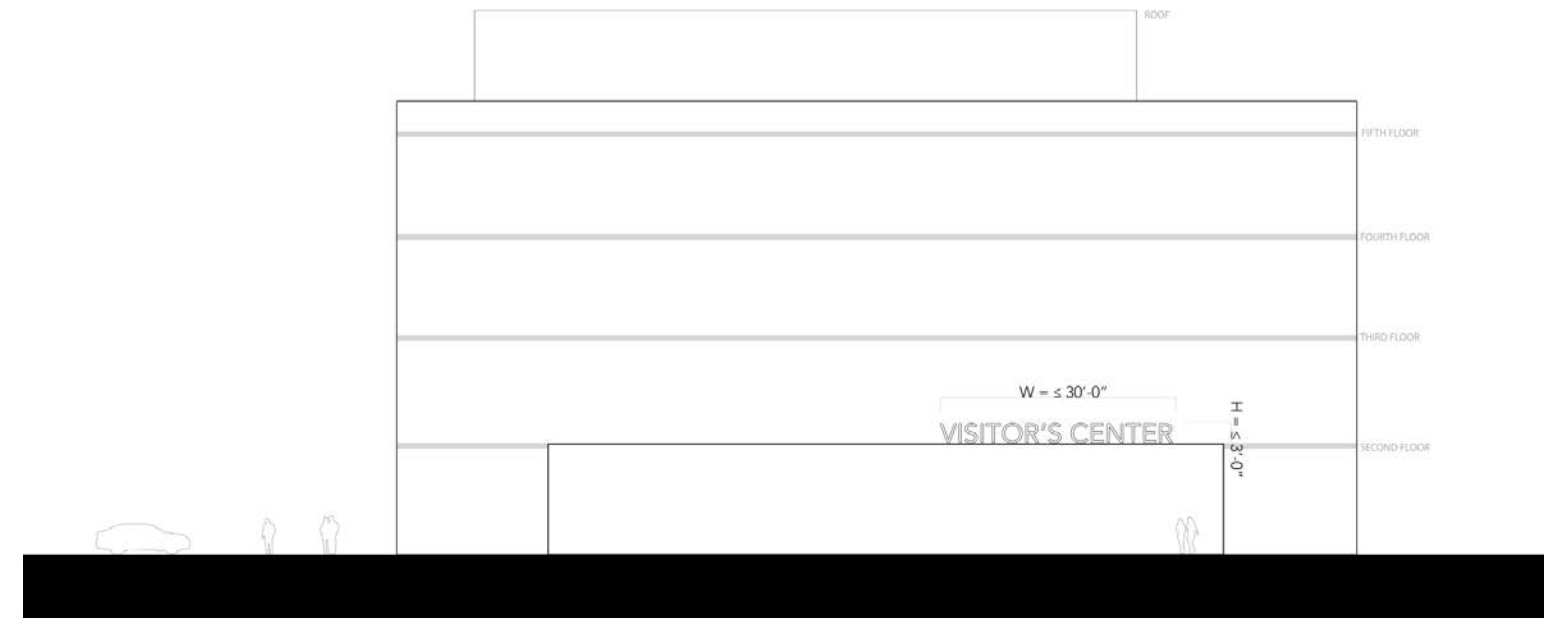 ROOF
FIFTH FLOOR
FOURTH FLOOR
THIRD FLOOR
W = ≤ 30'-0"
H = ≤ 3'-0"
VISITOR'S CENTER
SECOND FLOOR